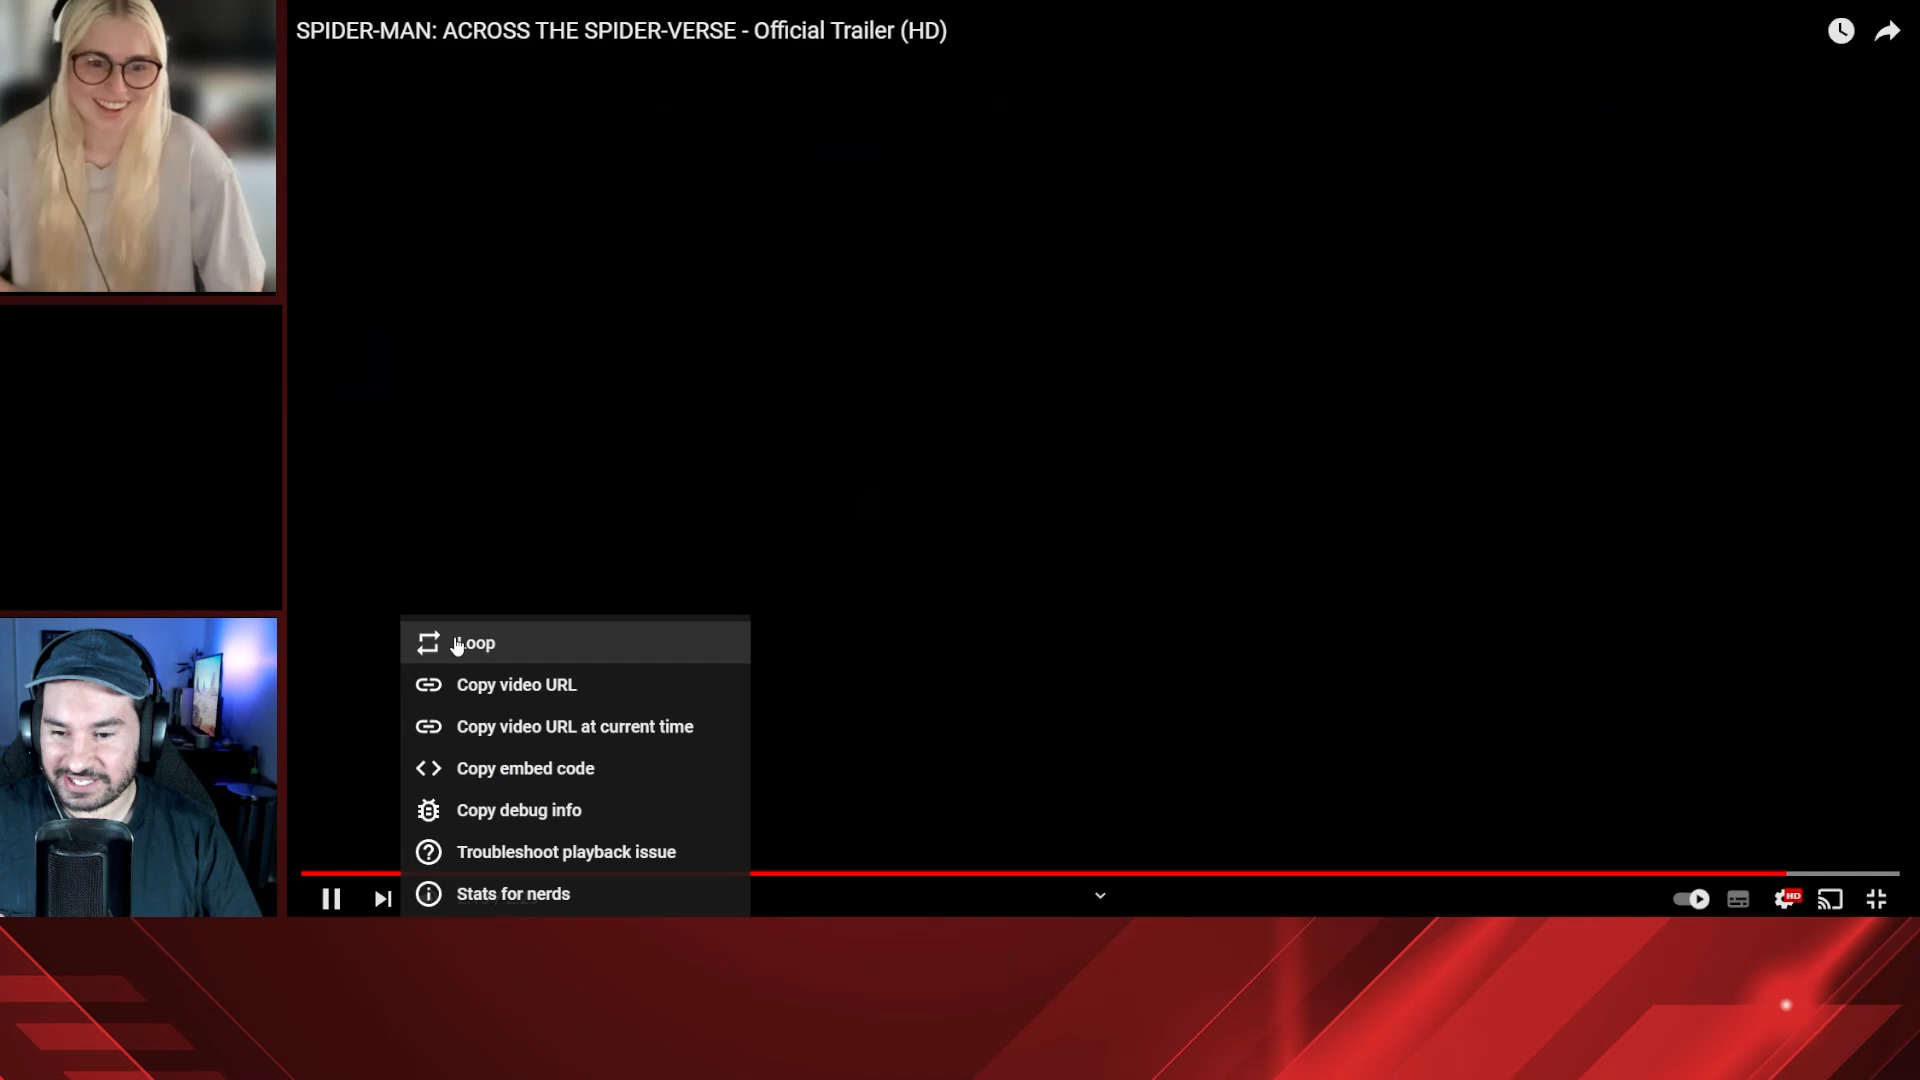 SPIDER-MAN: ACROSS THE SPIDER-VERSE - Official Trailer (HD)
Loop
Copy video URL
Copy video URL at current time
Copy embed code
Copy debug info
Troubleshoot playback issue
Stats for nerds
HD